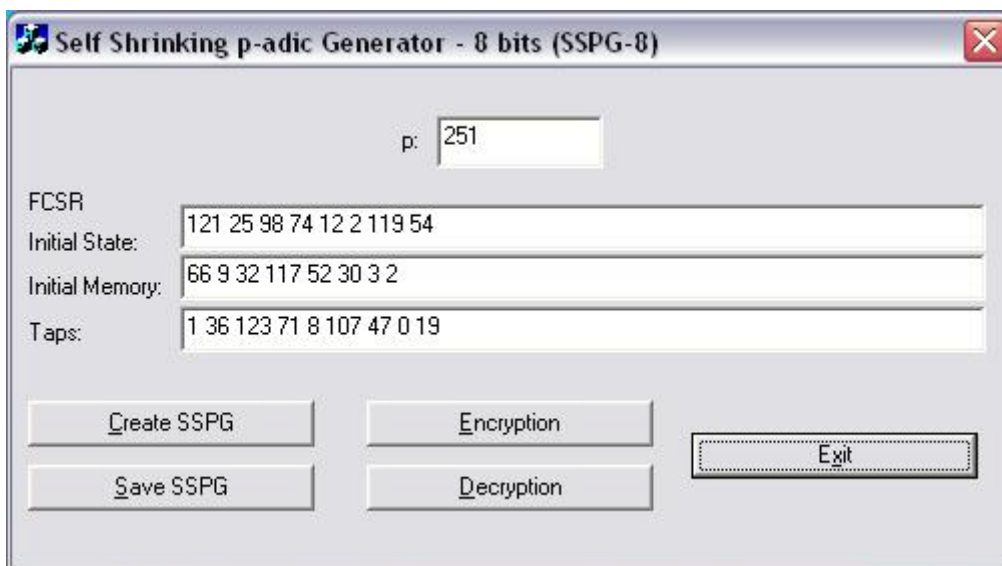 Self Shrinking p-adic Generator - 8 bits (SSPG-8)
p: 251
FCSR
Initial State: 121 25 98 74 12 2 119 54
Initial Memory: 66 9 32 117 52 30 3 2
Taps: 1 36 123 71 8 107 47 0 19
Create SSPG Encryption
Exit
Save SSPG Decryption